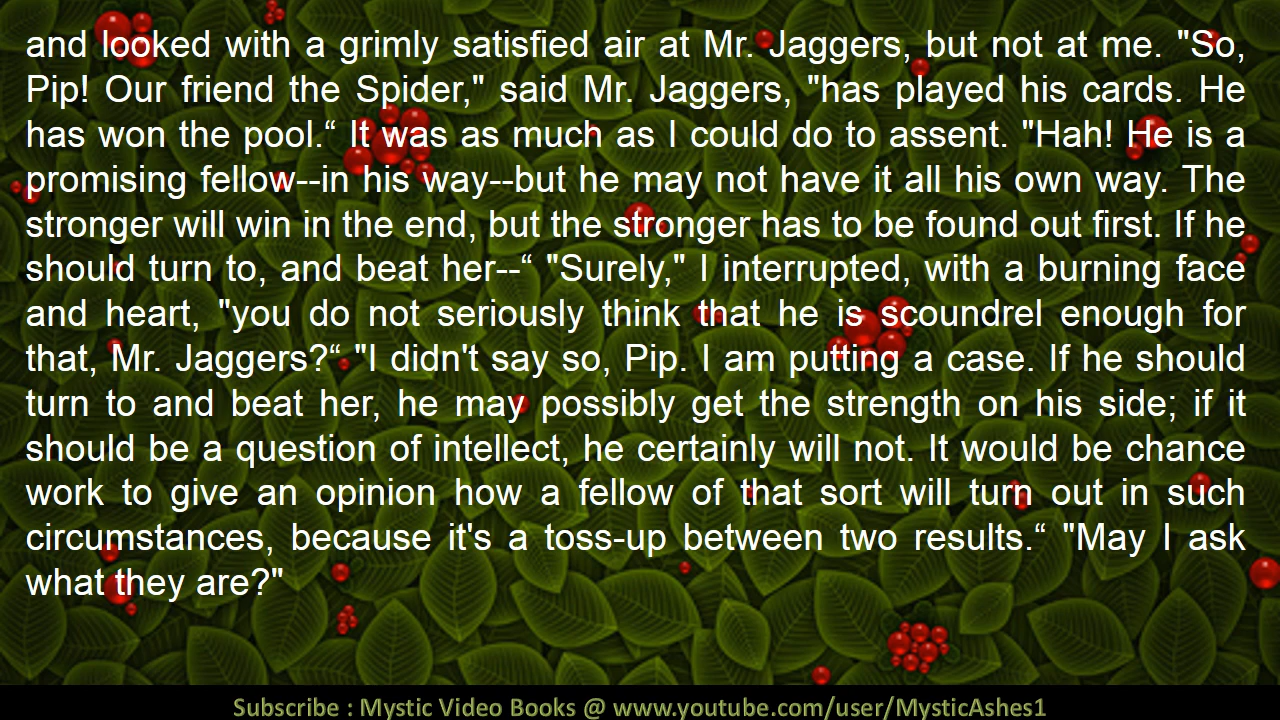 and looked with a grimly satisfied air at Mr. Jaggers, but not at me. "So,
Pip! Our friend the Spider," said Mr. Jaggers, "has played his cards. He
has won the pool.“ It was as much as I could do to assent. "Hah! He is a
promising fellow--in his way--but he may not have it all his own way. The
stronger will win in the end, but the stronger has to be found out first. If he
should turn to, and beat her--“ "Surely," I interrupted, with a burning face
and heart, "you do not seriously think that he is scoundrel enough for
that, Mr. Jaggers?“ "I didn't say so, Pip. I am putting a case. If he should
turn to and beat her, he may possibly get the strength on his side; if it
should be a question of intellect, he certainly will not. It would be chance
work to give an opinion how a fellow of that sort will turn out in such
circumstances, because it's a toss-up between two results.“ "May I ask
what they are?"
Subscribe : Mystic Video Books @ www.youtube.com/user/MysticAshes1